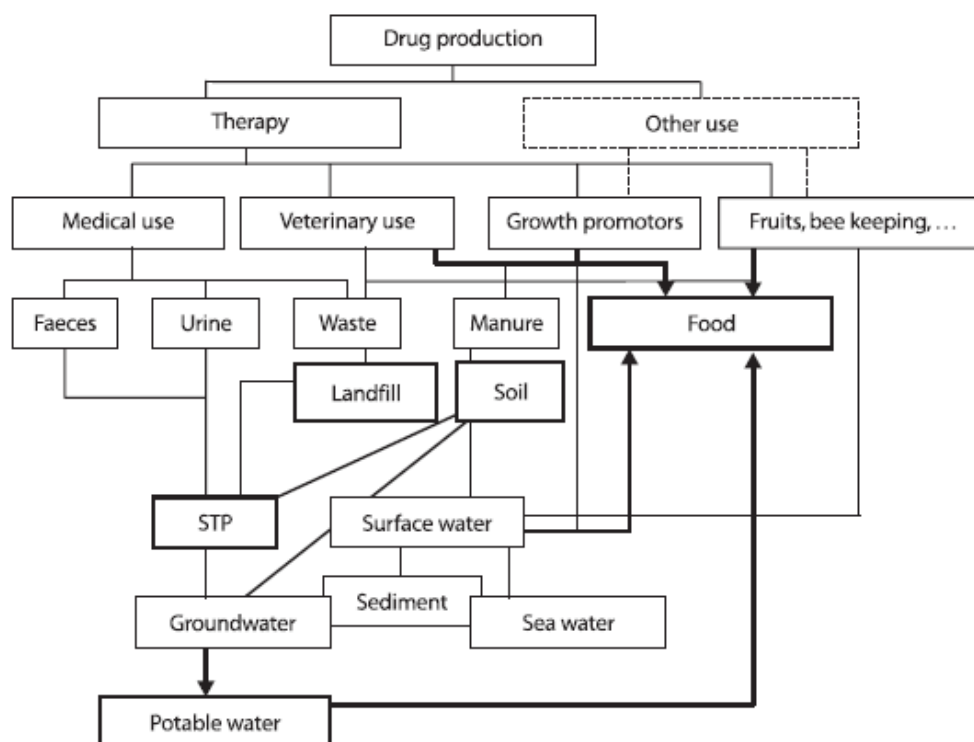 Drug production
Therapy
Other use
Medical use
Veterinary use
Growth promotors
Fruits, bee keeping, ...
Faeces
Urine
Waste
Manure
Food
Landfill
Soil
STP
Surface water
Sediment
Groundwater
Sea water
Potable water